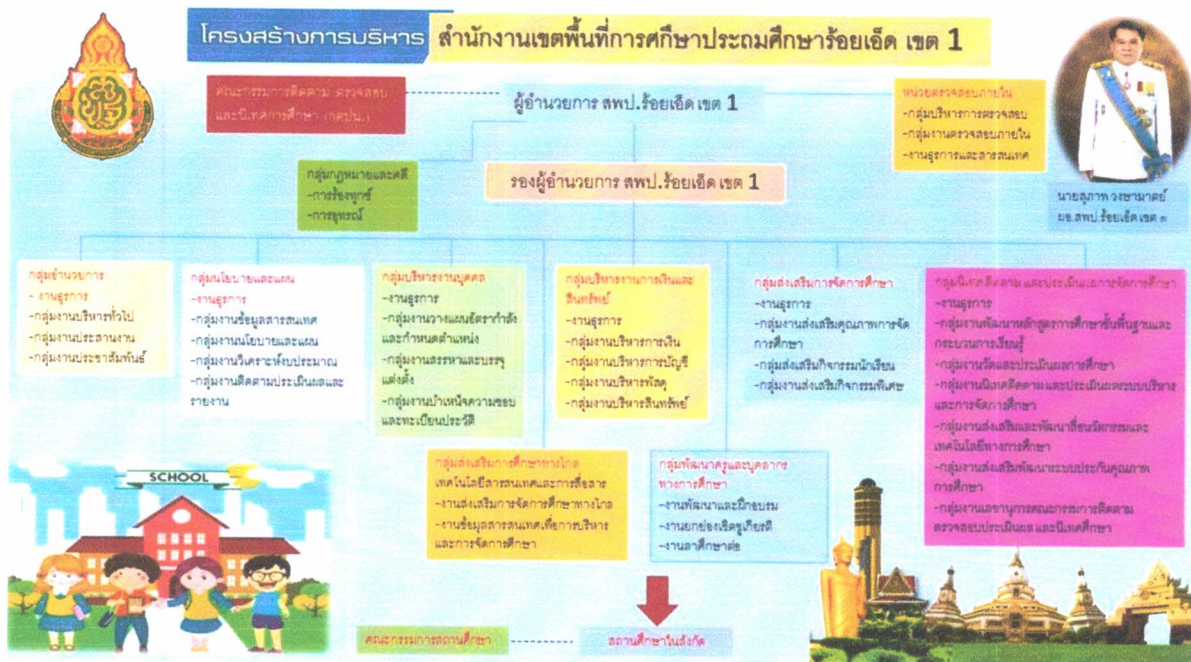 โครงสร้างการบริหาร
สำนักงานเขตพื้นที่การศึกษาประถมศึกษาร้อยเอ็ด เขต 1
คณะกรรมการติดตาม ตรวจสอบ
และนิเทศการศึกษา (กตปน.)
ผู้อำนวยการ สพป.ร้อยเอ็ด เขต 1
หน่วยตรวจสอบภายใน
-กลุ่มบริหารการตรวจสอบ
-กลุ่มงานตรวจสอบภายใน
-งานธุรการและสารสนเทศ
นายสุภาพ วงษามาตย์
ผอ.สพป.ร้อยเอ็ด เขต ๑
กลุ่มกฎหมายและคดี
-การร้องทุกข์
-การอุทรณ์
รองผู้อำนวยการ สพป.ร้อยเอ็ด เขต 1
กลุ่มอำนวยการ
- งานธุรการ
-กลุ่มงานบริหารทั่วไป
-กลุ่มงานประสานงาน
-กลุ่มงานประชาสัมพันธ์
กลุ่มนโยบายและแผน
-งานธุรการ
-กลุ่มงานข้อมูลสารสนเทศ
-กลุ่มงานนโยบายและแผน
-กลุ่มงานวิเคราะห์งบประมาณ
-กลุ่มงานติดตามประเมินผลและ
รายงาน
กลุ่มบริหารงานบุคคล
-งานธุรการ
-กลุ่มงานวางแผนอัตรากำลัง
และกำหนดตำแหน่ง
-กลุ่มงานสรรหาและบรรจุ
แต่งตั้ง
-กลุ่มงานบำเหน็จความชอบ
และทะเบียนประวัติ
กลุ่มบริหารงานการเงินและ
สินทรัพย์
-งานธุรการ
-กลุ่มงานบริหารการเงิน
-กลุ่มงานบริหารการบัญชี
-กลุ่มงานบริหารพัสดุ
-กลุ่มงานบริหารสินทรัพย์
กลุ่มส่งเสริมการจัดการศึกษา
-งานธุรการ
-กลุ่มงานส่งเสริมคุณภาพการจัด
การศึกษา
-กลุ่มส่งเสริมกิจกรรมนักเรียน
-กลุ่มงานส่งเสริมกิจกรรมพิเศษ
กลุ่มนิเทศติดตาม และประเมินผลการจัดการศึกษา
-งานธุรการ
-กลุ่มงานพัฒนาหลักสูตรการศึกษาขั้นพื้นฐานและ
กระบวนการเรียนรู้
-กลุ่มงานวัดและประเมินผลการศึกษา
-กลุ่มงานนิเทศติดตามและประเมินผลระบบบริหาร
และการจัดการศึกษา
-กลุ่มงานส่งเสริมและพัฒนาสื่อนวัตกรรมและ
เทคโนโลยีทางการศึกษา
-กลุ่มงานส่งเสริมพัฒนาระบบประกันคุณภาพ
การศึกษา
-กลุ่มงานเลขานุการคณะกรรมการติดตาม
ตรวจสอบประเมินผล และนิเทศศึกษา
กลุ่มส่งเสริมการศึกษาทางไกล
เทคโนโลยีสารสนเทศและการสื่อสาร
-งานส่งเสริมการจัดการศึกษาทางไกล
-งานข้อมูลสารสนเทศเพื่อการบริหาร
และการจัดการศึกษา
กลุ่มพัฒนาครูและบุคลากร
ทางการศึกษา
-งานพัฒนาและฝึกอบรม
-งานยกย่องเชิดชูเกียรติ
-งานลาศึกษาต่อ
SCHOOL
คณะกรรมการสถานศึกษา
สถานศึกษาในสังกัด